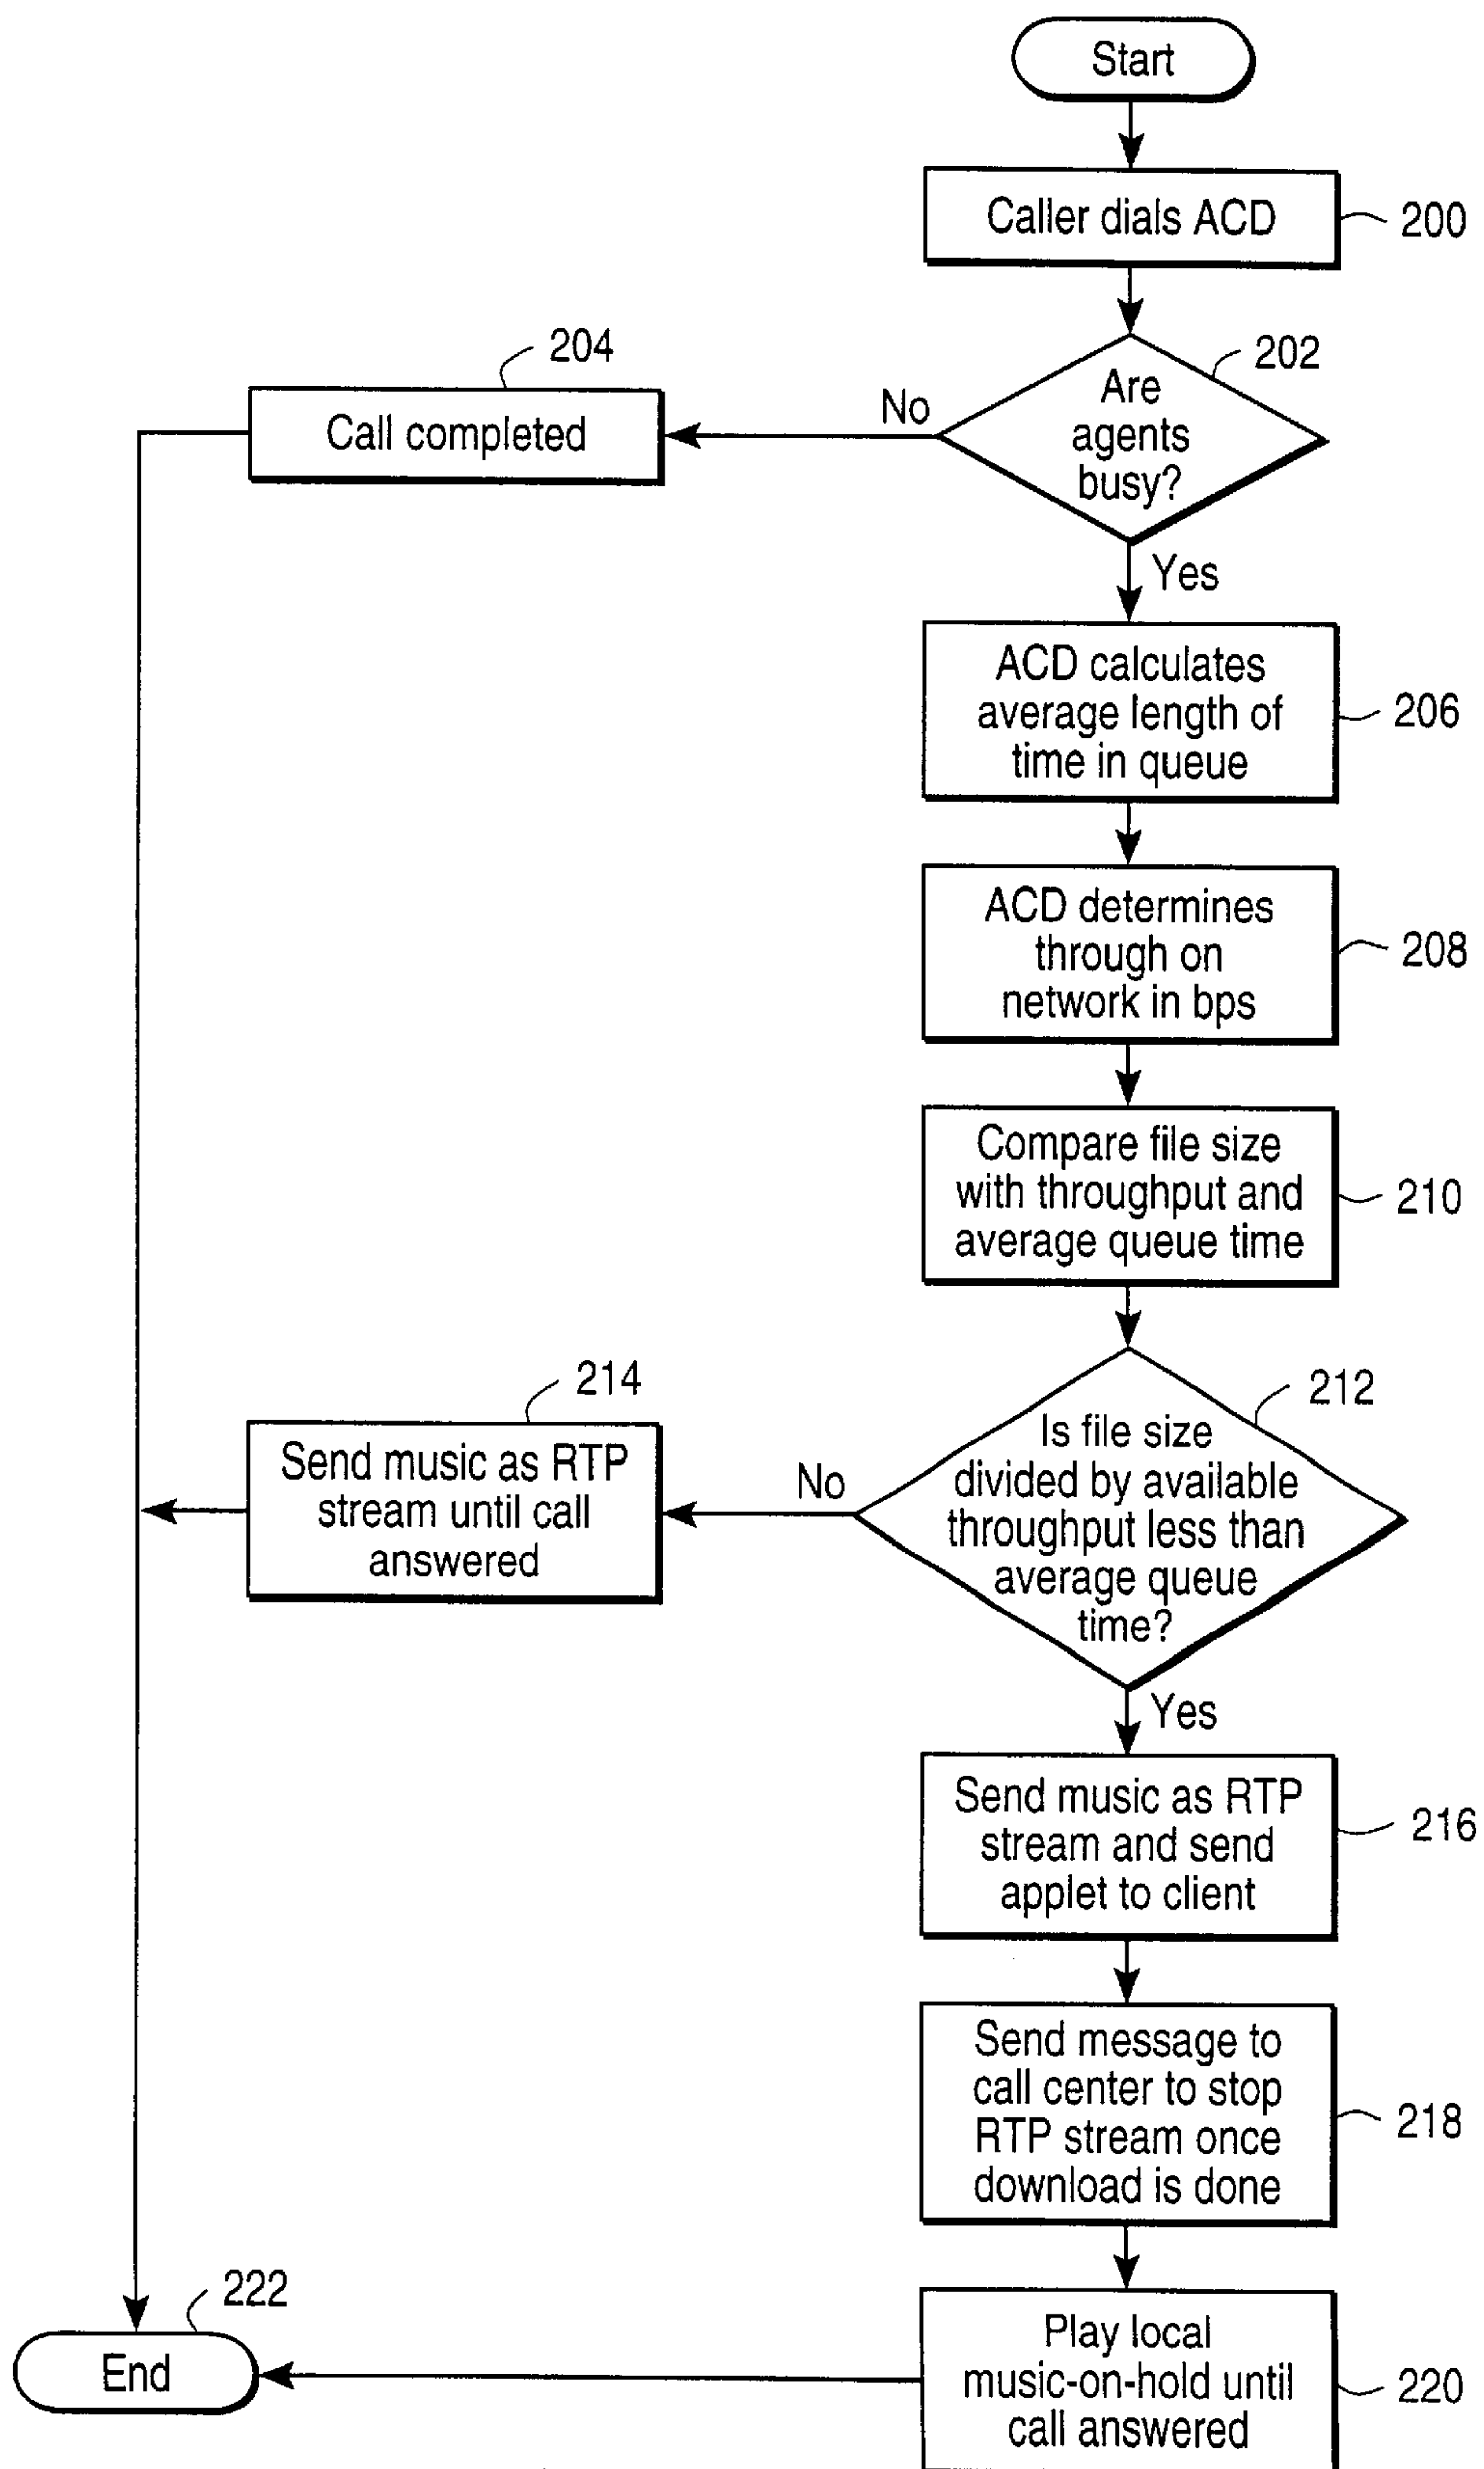 Start
Caller dials ACD
200
204
202
Call completed
No
Are
agents
busy?
Yes
ACD calculates
average length of
time in queue
206
ACD determines
through on
network in bps
208
Compare file size
with throughput and
average queue time
210
214
212
Send music as RTP
stream until call
answered
No
Is file size
divided by available
throughput less than
average queue
time?
Yes
Send music as RTP
stream and send
applet to client
216
Send message to
call center to stop
RTP stream once
download is done
218
222
End
Play local
music-on-hold until
call answered
220